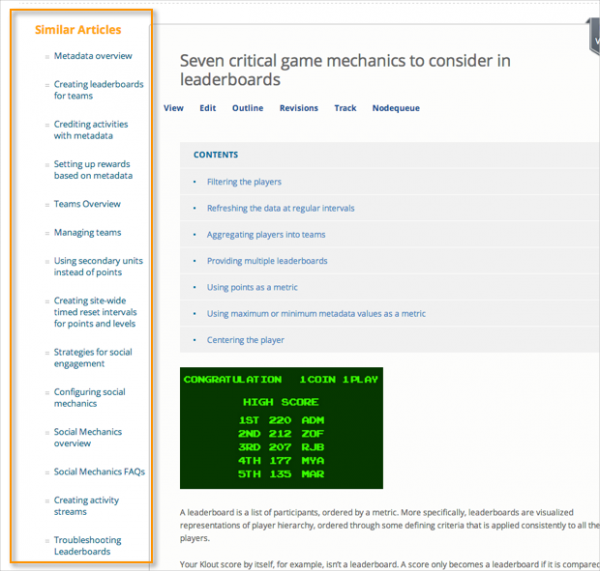 Similar Articles
Metadata overview
Creating leaderboards
for teams
Crediting activities
with metadata
Setting up rewards
based on metadata
Teams Overview
Managing teams
Using secondary units
instead of points
Creating site-wide
timed reset intervals
for points and levels
Strategies for social
engagement
Configuring social
mechanics
Social Mechanics
overview
Social Mechanics FAQs
Creating activity
streams
Troubleshooting
Leaderboards
Seven critical game mechanics to consider in
leaderboards
View Edit Outline Revisions Track Nodequeue
CONTENTS
Filtering the players
Refreshing the data at regular intervals
Aggregating players into teams
Providing multiple leaderboards
Using points as a metric
Using maximum or minimum metadata values as a metric
Centering the player
CONGRATULATION 1COIN 1PLAY
HIGH SCORE
1ST 220 ADM
2ND 212 ZOF
3RD 207 RJB
4TH 177 MYA
5TH 135 MAR
A leaderboard is a list of participants, ordered by a metric. More specifically, leaderboards are visualized
representations of player hierarchy, ordered through some defining criteria that is applied consistently to all the
players.
Your Klout score by itself, for example, isn't a leaderboard. A score only becomes a leaderboard if it is compared